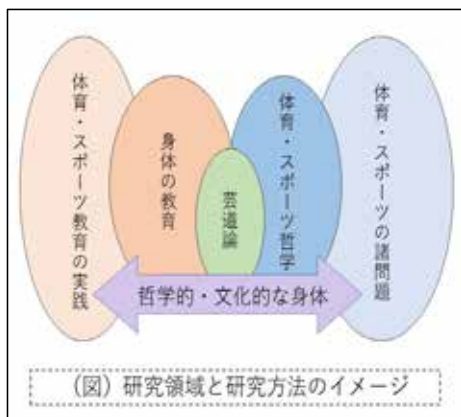 体育・スポーツ教育の実践
身体の教育
芸道論
体育・スポーツ哲学
体育・スポーツの諸問題
哲学的・文化的な身体
（図）研究領域と研究方法のイメージ